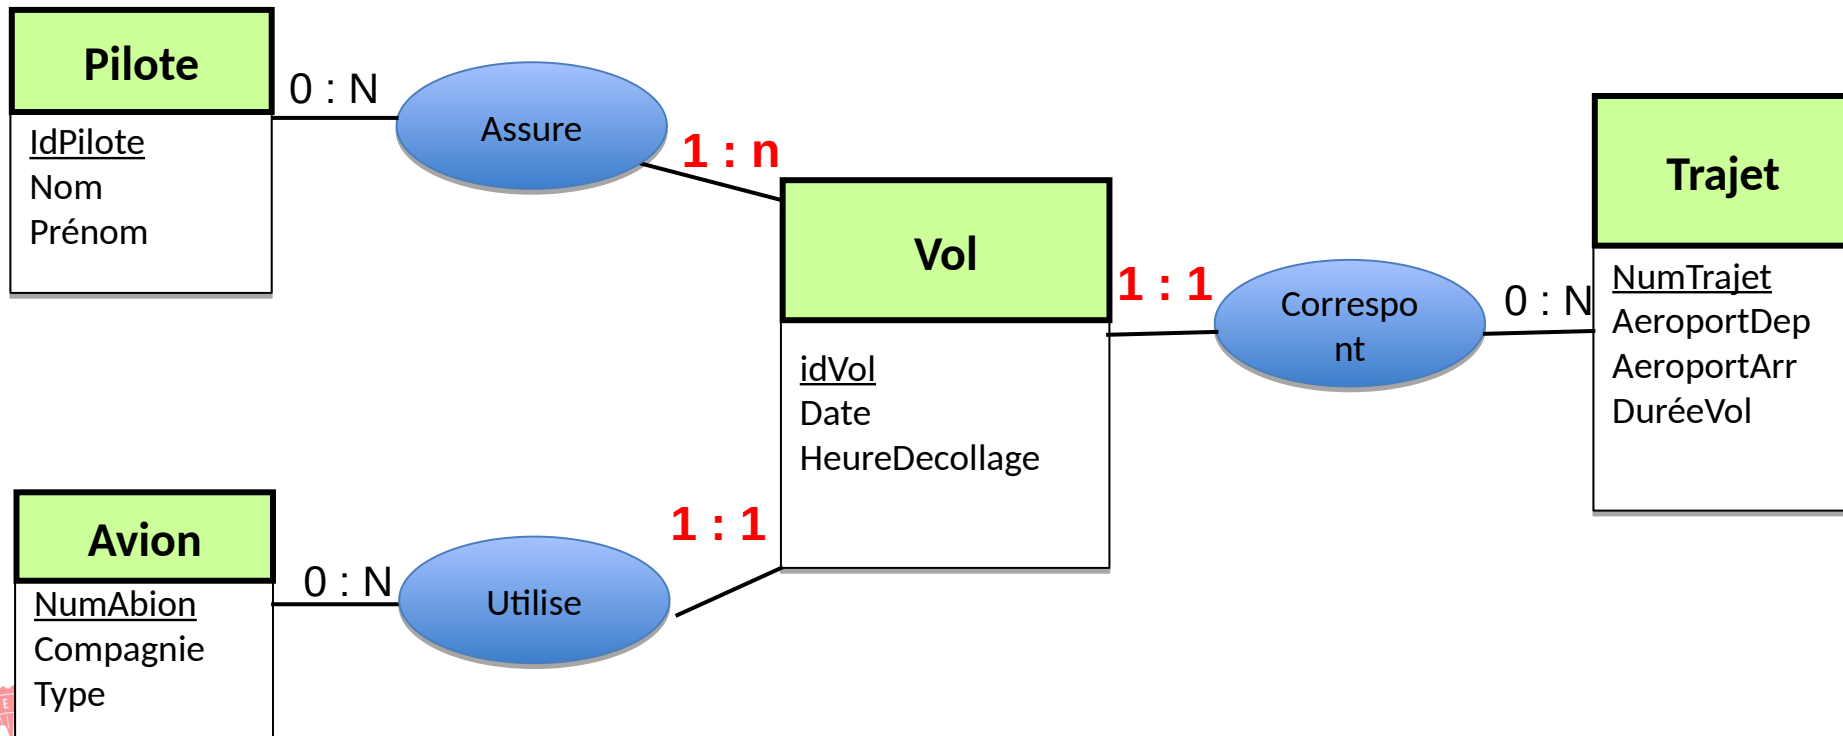 Pilote
0 : N
IdPilote
Nom
Prénom
Assure
1 : n
Vol
idVol
Date
HeureDecollage
1 : 1
Correspo
nt
0 : N
Trajet
NumTrajet
AeroportDep
AeroportArr
DuréeVol
Avion
0 : N
NumAbion
Compagnie
Type
Utilise
1 : 1